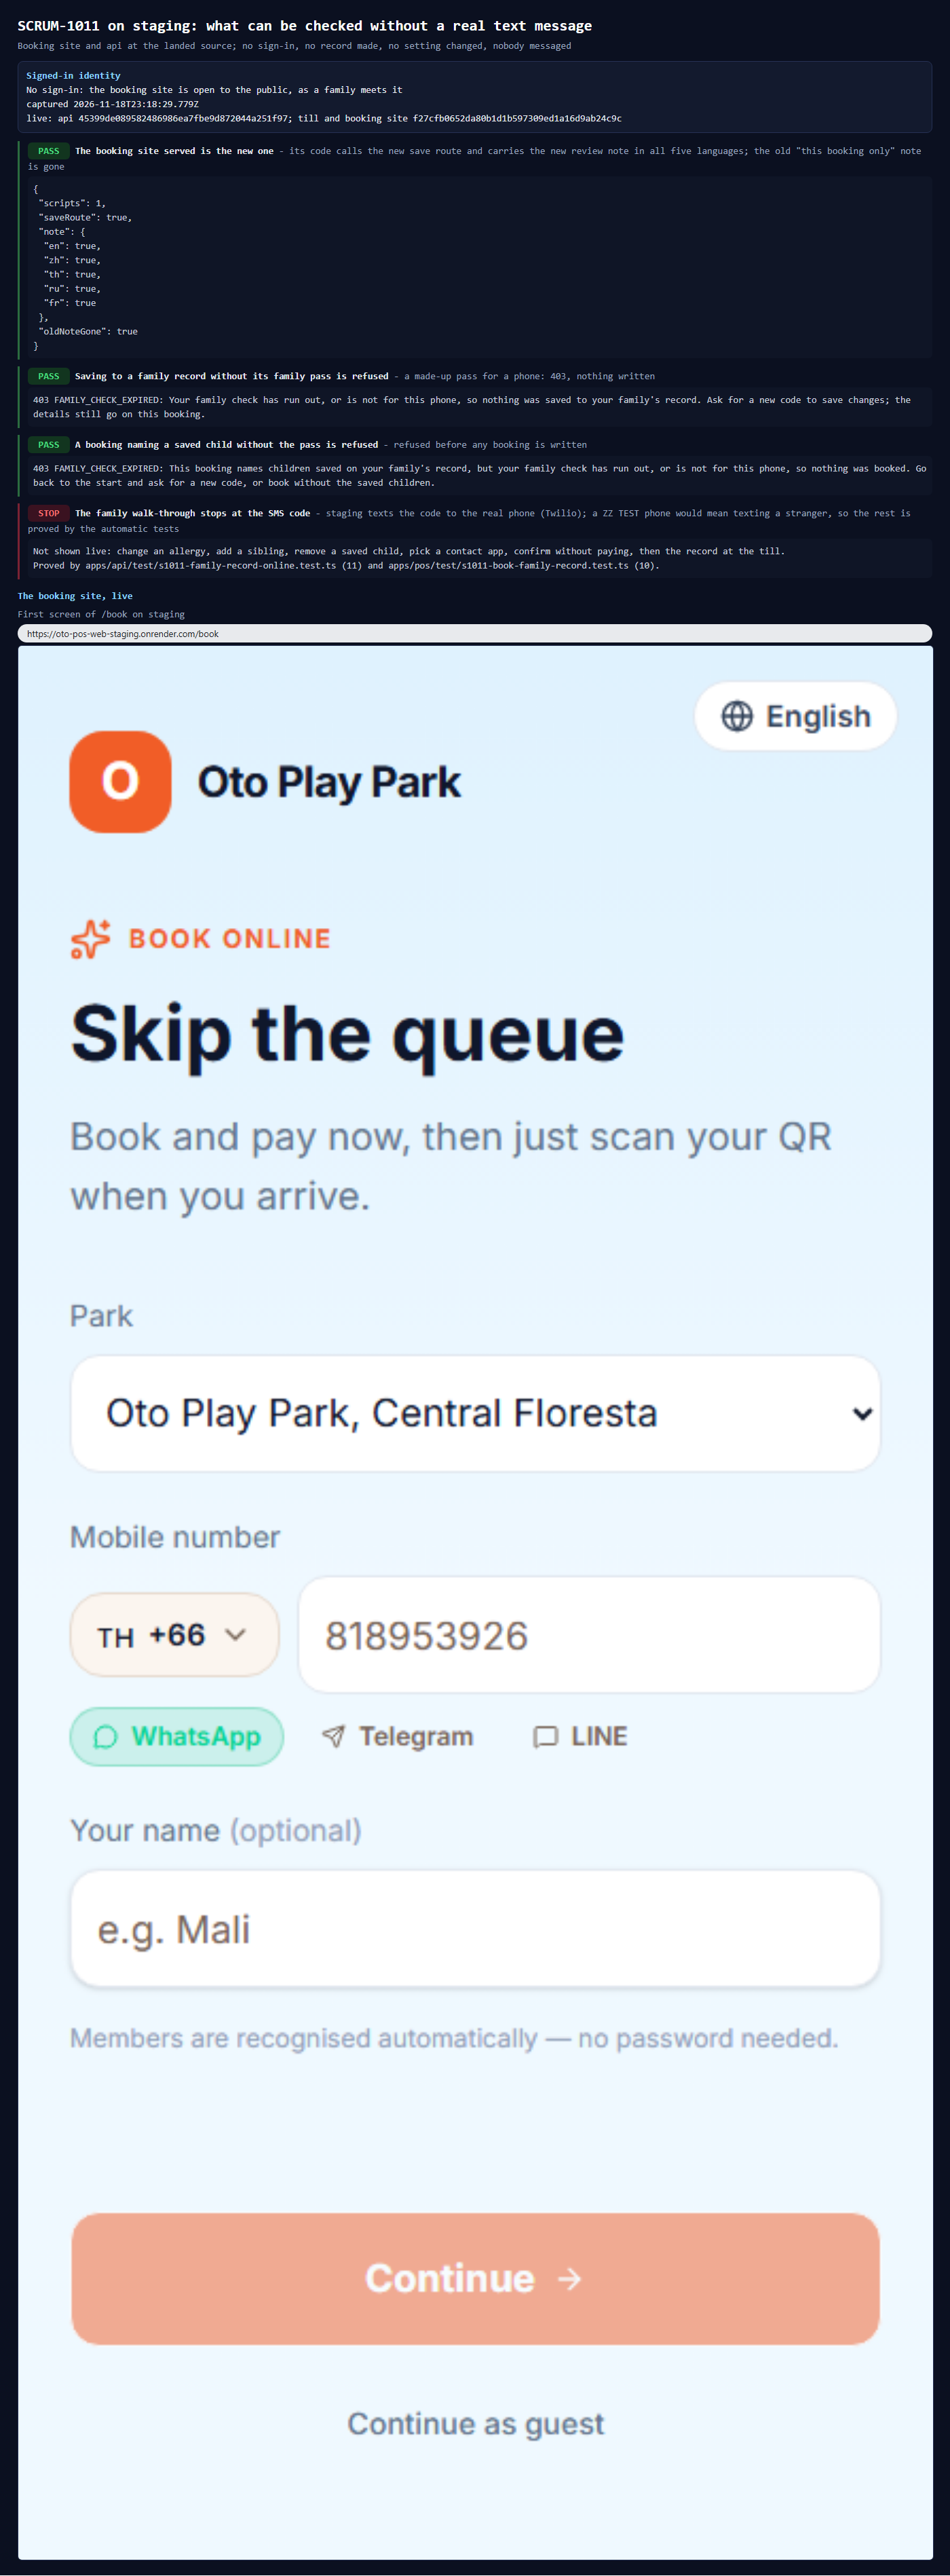 SCRUM-1011 on staging: what can be checked without a real text message
Booking site and api at the landed source; no sign-in, no record made, no setting changed, nobody messaged
Signed-in identity
No sign-in: the booking site is open to the public, as a family meets it
captured 2026-11-18T23:18:29.779Z
live: api 45399de089582486986ea7fbe9d872044a251f97; till and booking site f27cfb0652da80b1d1b597309ed1a16d9ab24c9c
PASS The booking site served is the new one - its code calls the new save route and carries the new review note in all five languages; the old "this booking only" note
is gone
{
"scripts": 1,
"saveRoute": true,
"note": {
"en": true,
"zh": true,
"th": true,
"ru": true,
"fr": true
},
"oldNoteGone": true
}
PASS Saving to a family record without its family pass is refused - a made-up pass for a phone: 403, nothing written
403 FAMILY_CHECK_EXPIRED: Your family check has run out, or is not for this phone, so nothing was saved to your family's record. Ask for a new code to save changes; the
details still go on this booking.
PASS A booking naming a saved child without the pass is refused - refused before any booking is written
403 FAMILY_CHECK_EXPIRED: This booking names children saved on your family's record, but your family check has run out, or is not for this phone, so nothing was booked. Go
back to the start and ask for a new code, or book without the saved children.
STOP The family walk-through stops at the SMS code - staging texts the code to the real phone (Twilio); a ZZ TEST phone would mean texting a stranger, so the rest is
proved by the automatic tests
Not shown live: change an allergy, add a sibling, remove a saved child, pick a contact app, confirm without paying, then the record at the till.
Proved by apps/api/test/s1011-family-record-online.test.ts (11) and apps/pos/test/s1011-book-family-record.test.ts (10).
The booking site, live
First screen of /book on staging
https://oto-pos-web-staging.onrender.com/book
English
O Oto Play Park
BOOK ONLINE
Skip the queue
Book and pay now, then just scan your QR
when you arrive.
Park
Oto Play Park, Central Floresta
Mobile number
TH +66 818953926
WhatsApp Telegram LINE
Your name (optional)
e.g. Mali
Members are recognised automatically — no password needed.
Continue →
Continue as guest